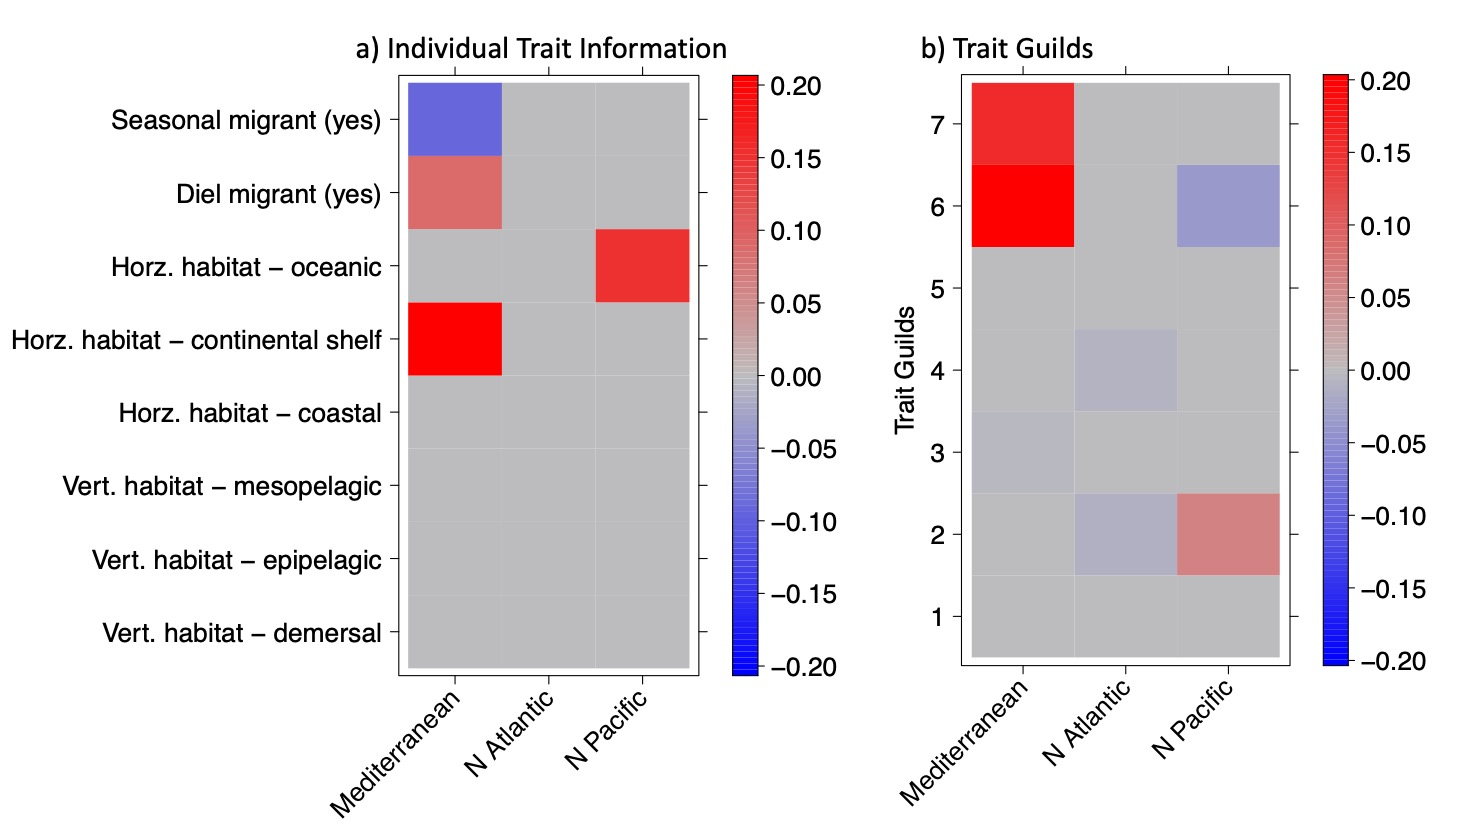 a) Individual Trait Information
Seasonal migrant (yes)
Diel migrant (yes)
Horz. habitat – oceanic
Horz. habitat – continental shelf
Horz. habitat – coastal
Vert. habitat – mesopelagic
Vert. habitat – epipelagic
Vert. habitat – demersal
Mediterranean
N Atlantic
N Pacific
0.20
0.15
0.10
0.05
0.00
−0.05
−0.10
−0.15
−0.20
b) Trait Guilds
Trait Guilds
7
6
5
4
3
2
1
Mediterranean
N Atlantic
N Pacific
0.20
0.15
0.10
0.05
0.00
−0.05
−0.10
−0.15
−0.20